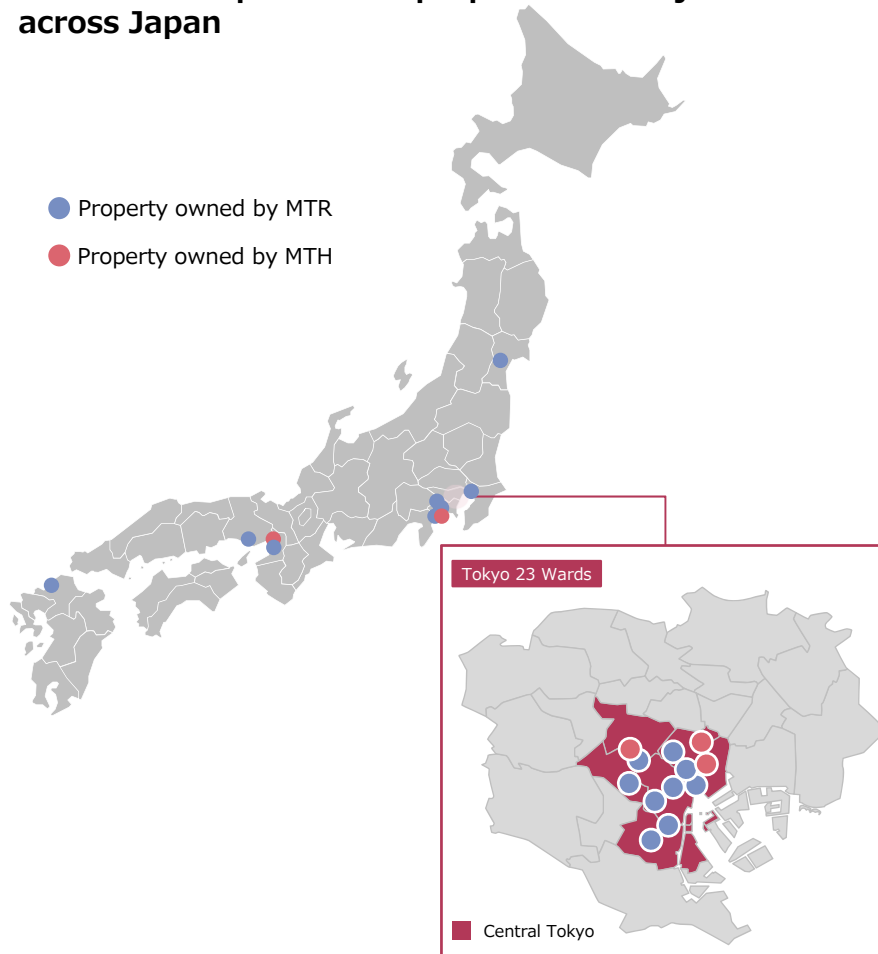 across Japan
Property owned by MTR
Property owned by MTH
Tokyo 23 Wards
Central Tokyo